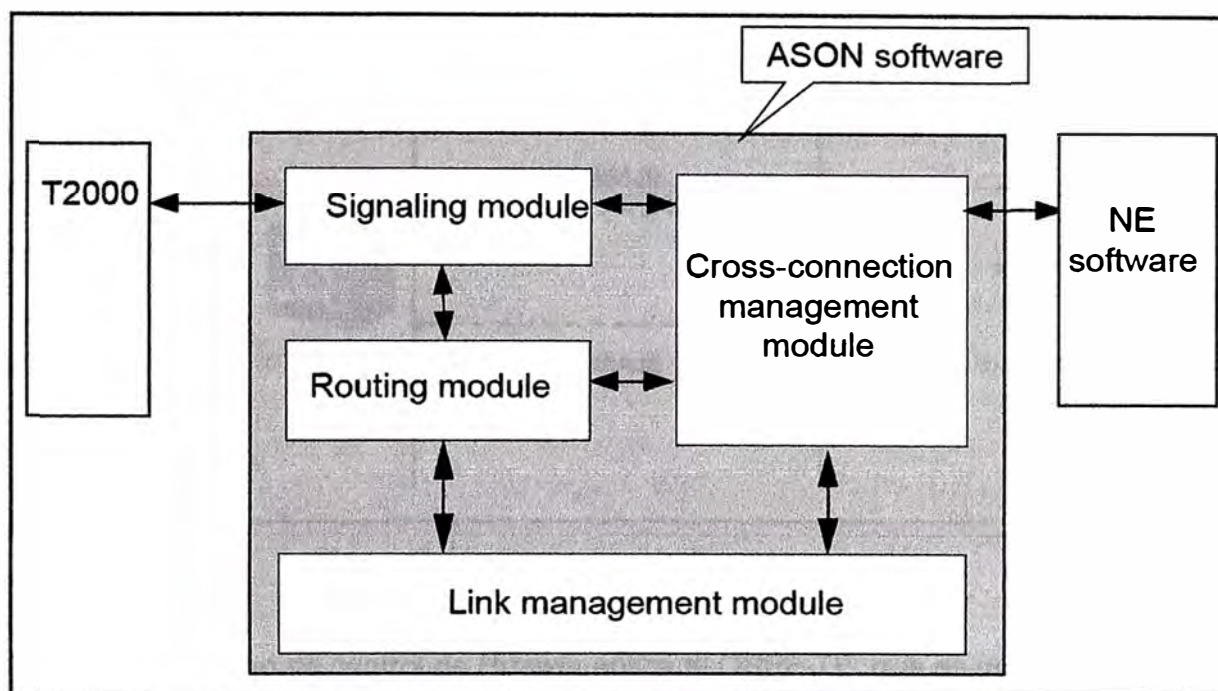 ASON software
T2000
Signaling module
Cross-connection
management
module
NE
software
Routing module
Link management module